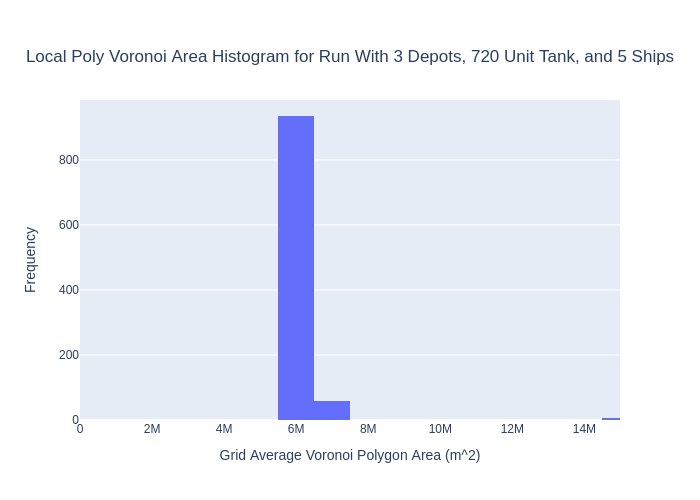 Local Poly Voronoi Area Histogram for Run With 3 Depots, 720 Unit Tank, and 5 Ships
Frequency
800
600
400
200
0
0 2M 4M 6M 8M 10M 12M 14M
Grid Average Voronoi Polygon Area (m^2)